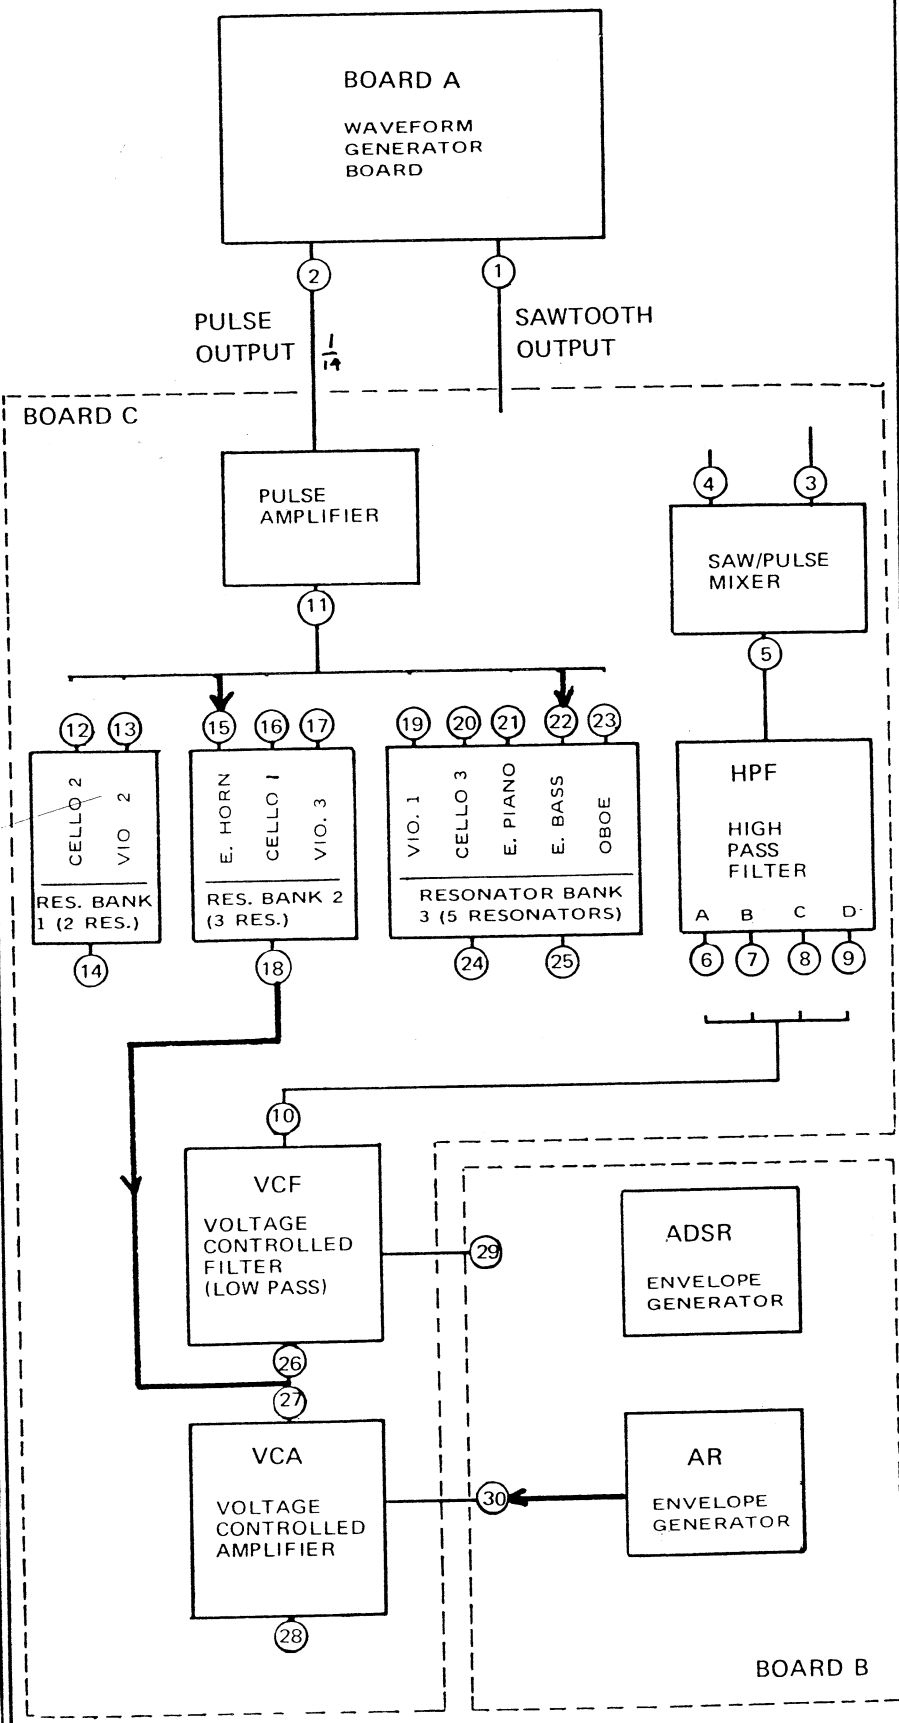 BOARD A
WAVEFORM
GENERATOR
BOARD
2
1
PULSE
OUTPUT
SAWTOOTH
OUTPUT
1
14
BOARD C
PULSE
AMPLIFIER
4
3
SAW/PULSE
MIXER
11
5
12
13
15
16
17
19
20
21
22
23
CELLO 2
VIO 2
E. HORN
CELLO 1
VIO. 3
VIO. 1
CELLO 3
E. PIANO
E. BASS
OBOE
HPF
HIGH
PASS
FILTER
RES. BANK
1 (2 RES.)
RES. BANK 2
(3 RES.)
RESONATOR BANK
3 (5 RESONATORS)
A B C D
14
18
24
25
6
7
8
9
10
VCF
VOLTAGE
CONTROLLED
FILTER
(LOW PASS)
29
ADSR
ENVELOPE
GENERATOR
26
27
VCA
VOLTAGE
CONTROLLED
AMPLIFIER
30
AR
ENVELOPE
GENERATOR
28
BOARD B